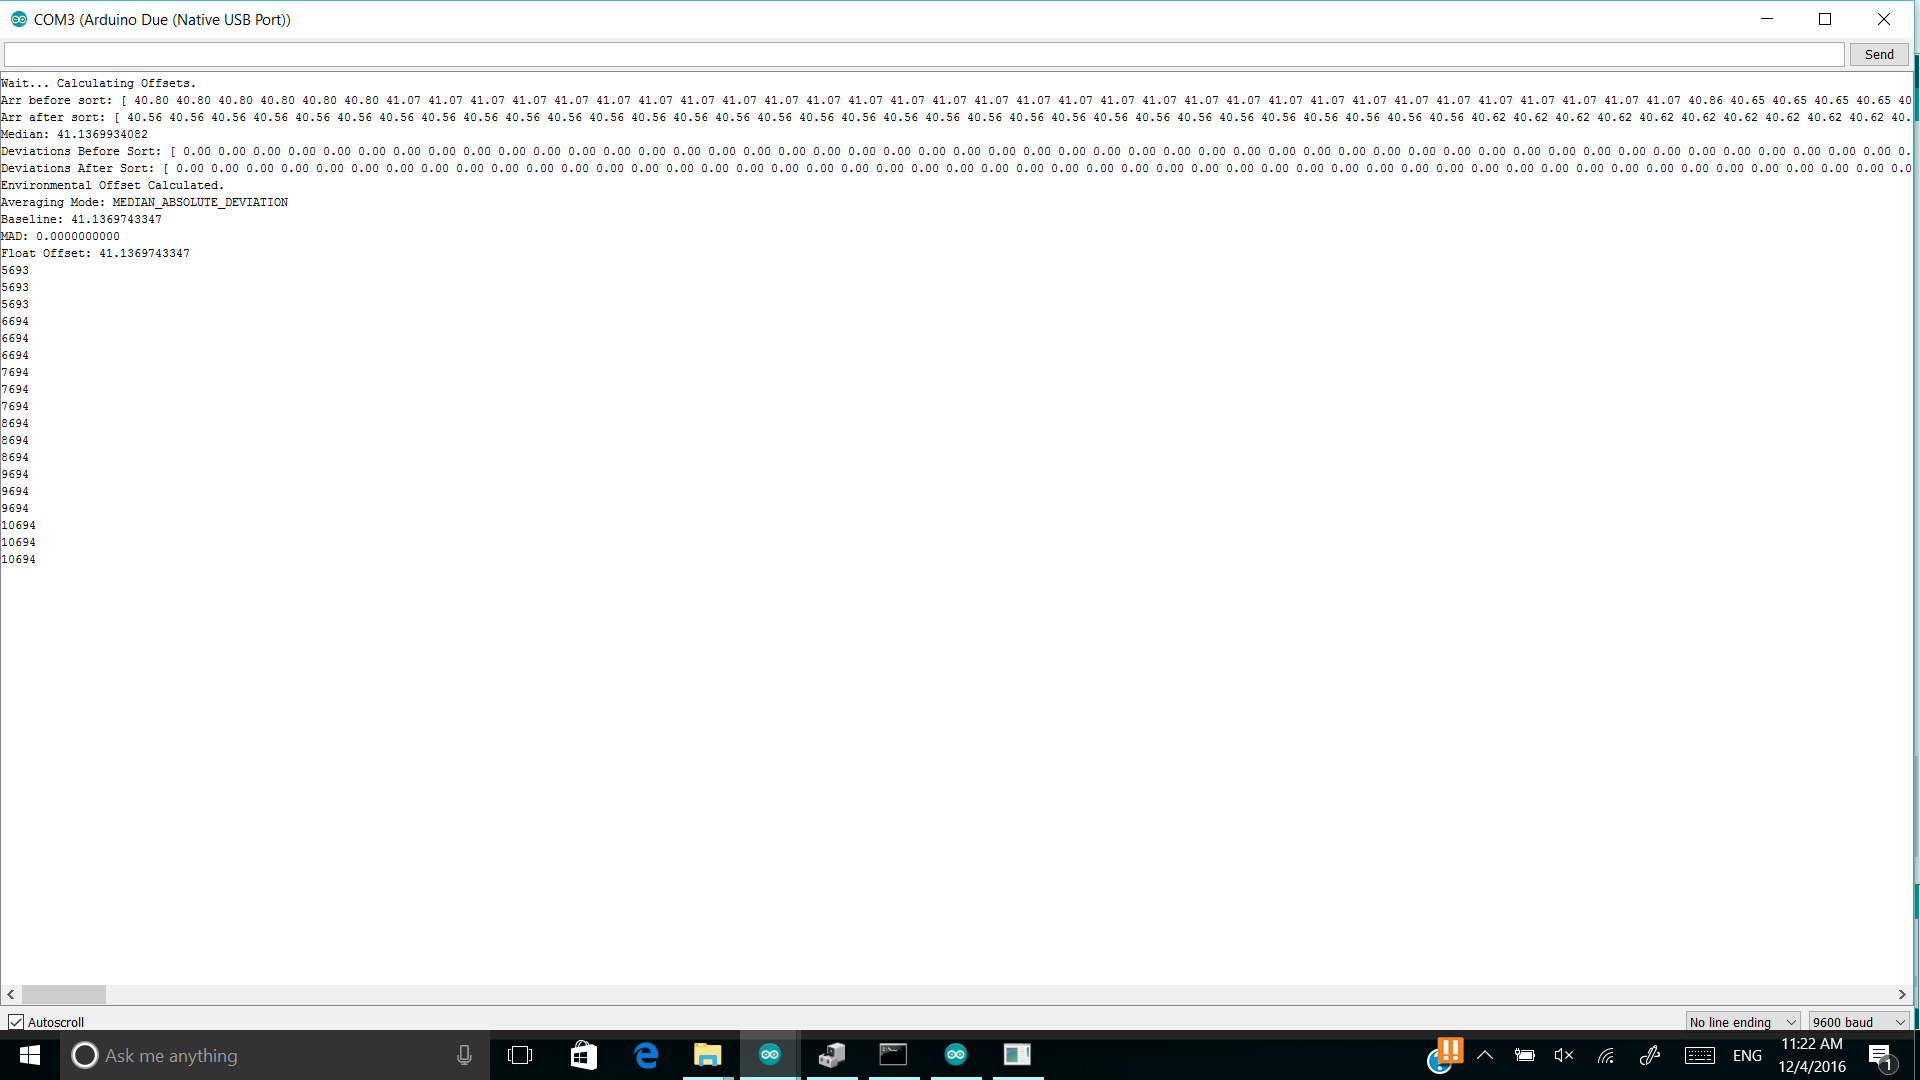 COM3 (Arduino Due (Native USB Port))
Send
Wait... Calculating Offsets.
Arr before sort: [ 40.80 40.80 40.80 40.80 40.80 40.80 41.07 41.07 41.07 41.07 41.07 41.07 41.07 41.07 41.07 41.07 41.07 41.07 41.07 41.07 41.07 41.07 41.07 41.07 41.07 41.07 41.07 41.07 41.07 41.07 41.07 41.07 41.07 41.07 41.07 41.07 41.07 40.86 40.65 40.65 40.65 40.65 40
Arr after sort: [ 40.56 40.56 40.56 40.56 40.56 40.56 40.56 40.56 40.56 40.56 40.56 40.56 40.56 40.56 40.56 40.56 40.56 40.56 40.56 40.56 40.56 40.56 40.56 40.56 40.56 40.56 40.56 40.56 40.56 40.56 40.56 40.56 40.62 40.62 40.62 40.62 40.62 40.62 40.62 40.62 40.62 40.62 40.
Median: 41.1369934082
Deviations Before Sort: [ 0.00 0.00 0.00 0.00 0.00 0.00 0.00 0.00 0.00 0.00 0.00 0.00 0.00 0.00 0.00 0.00 0.00 0.00 0.00 0.00 0.00 0.00 0.00 0.00 0.00 0.00 0.00 0.00 0.00 0.00 0.00 0.00 0.00 0.00 0.00 0.00 0.00 0.00 0.00 0.00 0.00 0.00 0.00 0.00 0.00 0.00 0.00 0.00 0.00 0.
Deviations After Sort: [ 0.00 0.00 0.00 0.00 0.00 0.00 0.00 0.00 0.00 0.00 0.00 0.00 0.00 0.00 0.00 0.00 0.00 0.00 0.00 0.00 0.00 0.00 0.00 0.00 0.00 0.00 0.00 0.00 0.00 0.00 0.00 0.00 0.00 0.00 0.00 0.00 0.00 0.00 0.00 0.00 0.00 0.00 0.00 0.00 0.00 0.00 0.00 0.00 0.00 0.0
Environmental Offset Calculated.
Averaging Mode: MEDIAN_ABSOLUTE_DEVIATION
Baseline: 41.1369743347
MAD: 0.0000000000
Float Offset: 41.1369743347
5693
5693
5693
6694
6694
6694
7694
7694
7694
8694
8694
8694
9694
9694
9694
10694
10694
10694
Autoscroll
No line ending
9600 baud
Ask me anything
ENG
11:22 AM
12/4/2016
1